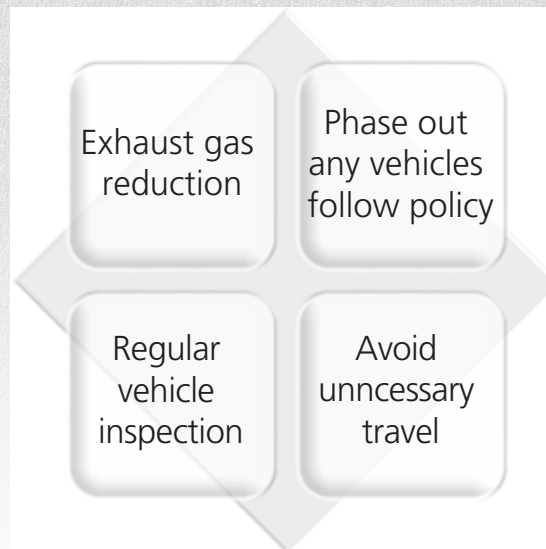 Exhaust gas
reduction
Phase out
any vehicles
follow policy
Regular
vehicle
inspection
Avoid
unncessary
travel